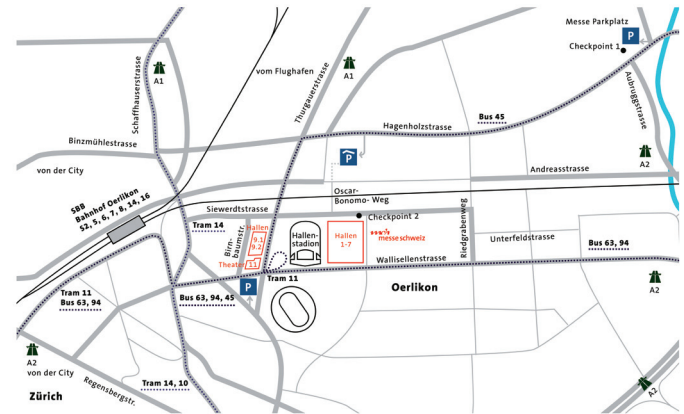 Messe Parkplatz
P
Checkpoint 1
A1
vom Flughafen
A1
Schaffhauserstrasse
Thurgauerstrasse
Aubruggstrasse
Bus 45
Hagenholzstrasse
Binzmühlestrasse
P
A2
von der City
Andreasstrasse
SBB
Bahnhof Oerlikon
S2, 5, 6, 7, 8, 14, 16
Oscar-
Bonomo- Weg
Siewerdtstrasse
Checkpoint 2
Tram 14
Birn-
baumstr.
Hallen
9.1
9.2
Theater
11
Hallen-
stadion
Hallen
1-7
messeschweiz
Riedgrabenweg
Unterfeldstrasse
Bus 63, 94
Wallisellenstrasse
Tram 11
Tram 11
Bus 63, 94
Bus 63, 94, 45
P
Oerlikon
A2
A2
von der City
Zürich
Regensbergstr.
Tram 14, 10
A2